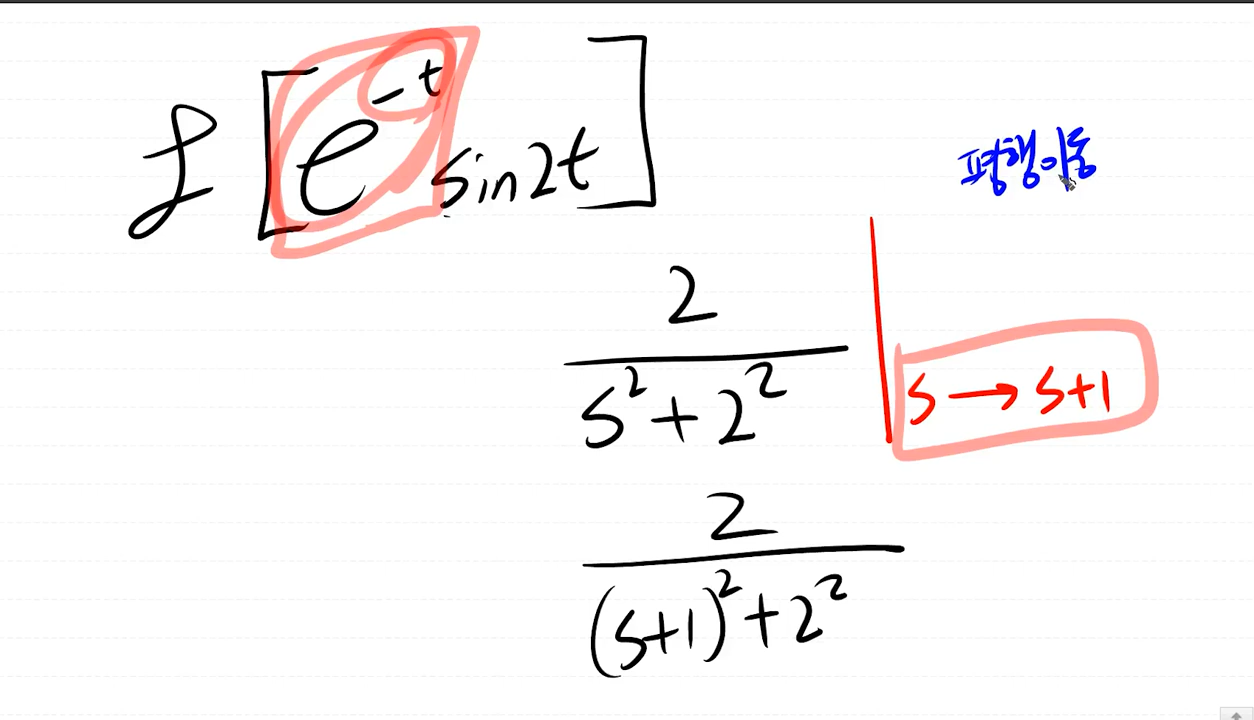 ℒ[e^{-t} sin2t]
평행이동
2
s²+2² | s → s+1
2
(s+1)²+2²